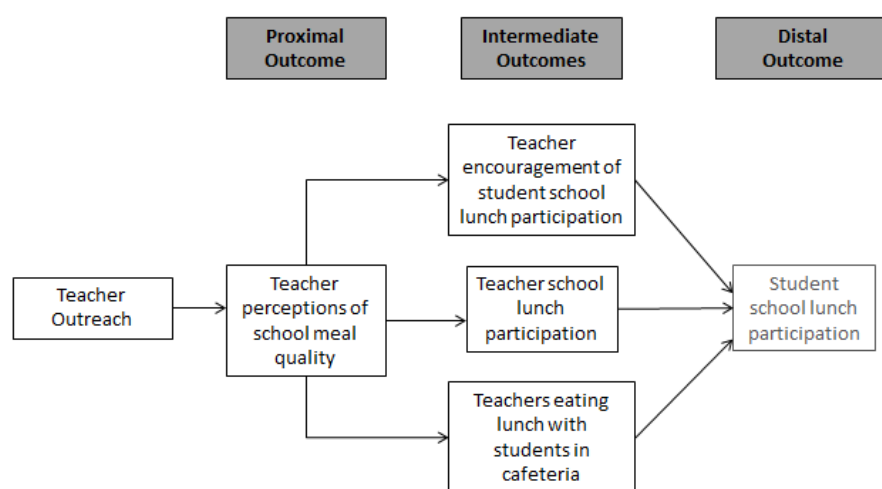 Proximal
Outcome
Intermediate
Outcomes
Distal
Outcome
Teacher
encouragement of
student school
lunch participation
Teacher
Outreach
Teacher
perceptions of
school meal
quality
Teacher school
lunch
participation
Student
school lunch
participation
Teachers eating
lunch with
students in
cafeteria